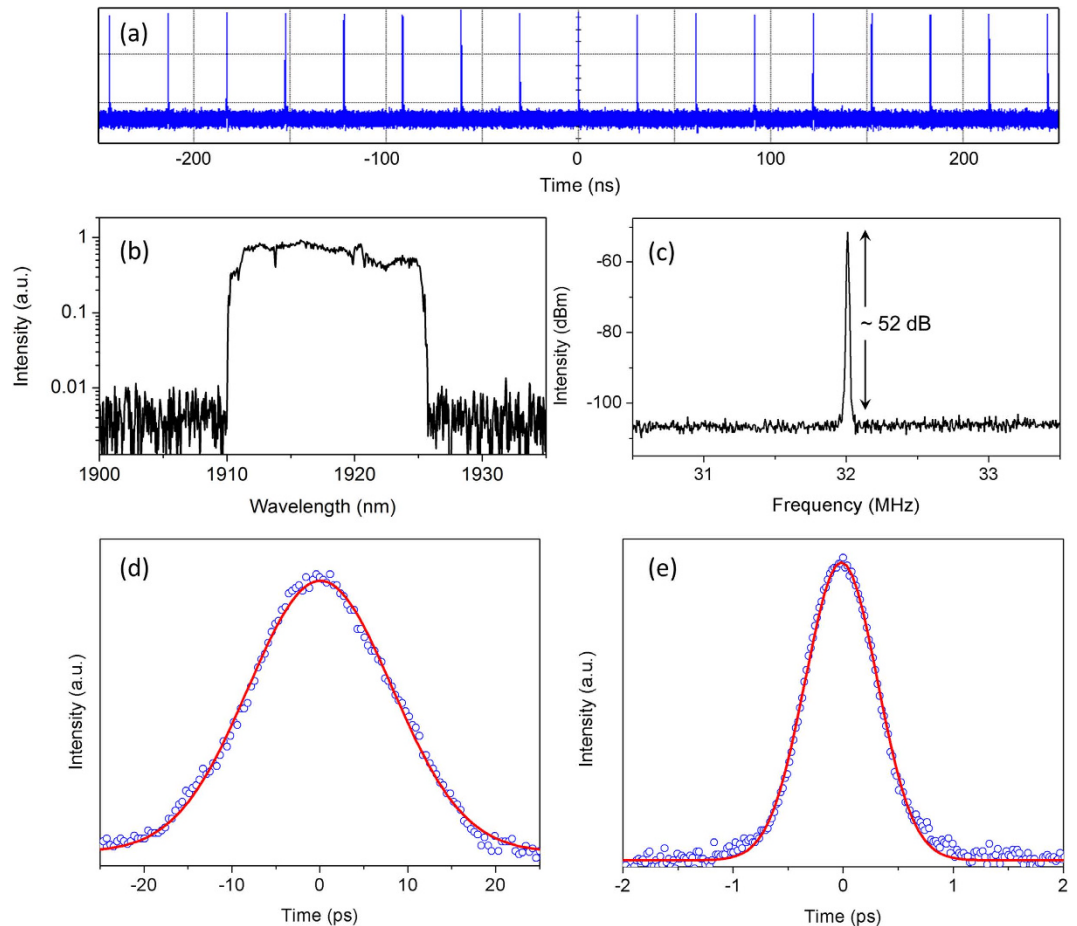 (a)
-200 -100 0 100 200
Time (ns)
(b)
1
0.1
0.01
Intensity (a.u.)
1900 1910 1920 1930
Wavelength (nm)
(c)
-60
-80
-100
~ 52 dB
Intensity (dBm)
31 32 33
Frequency (MHz)
(d)
Intensity (a.u.)
-20 -10 0 10 20
Time (ps)
(e)
Intensity (a.u.)
-2 -1 0 1 2
Time (ps)